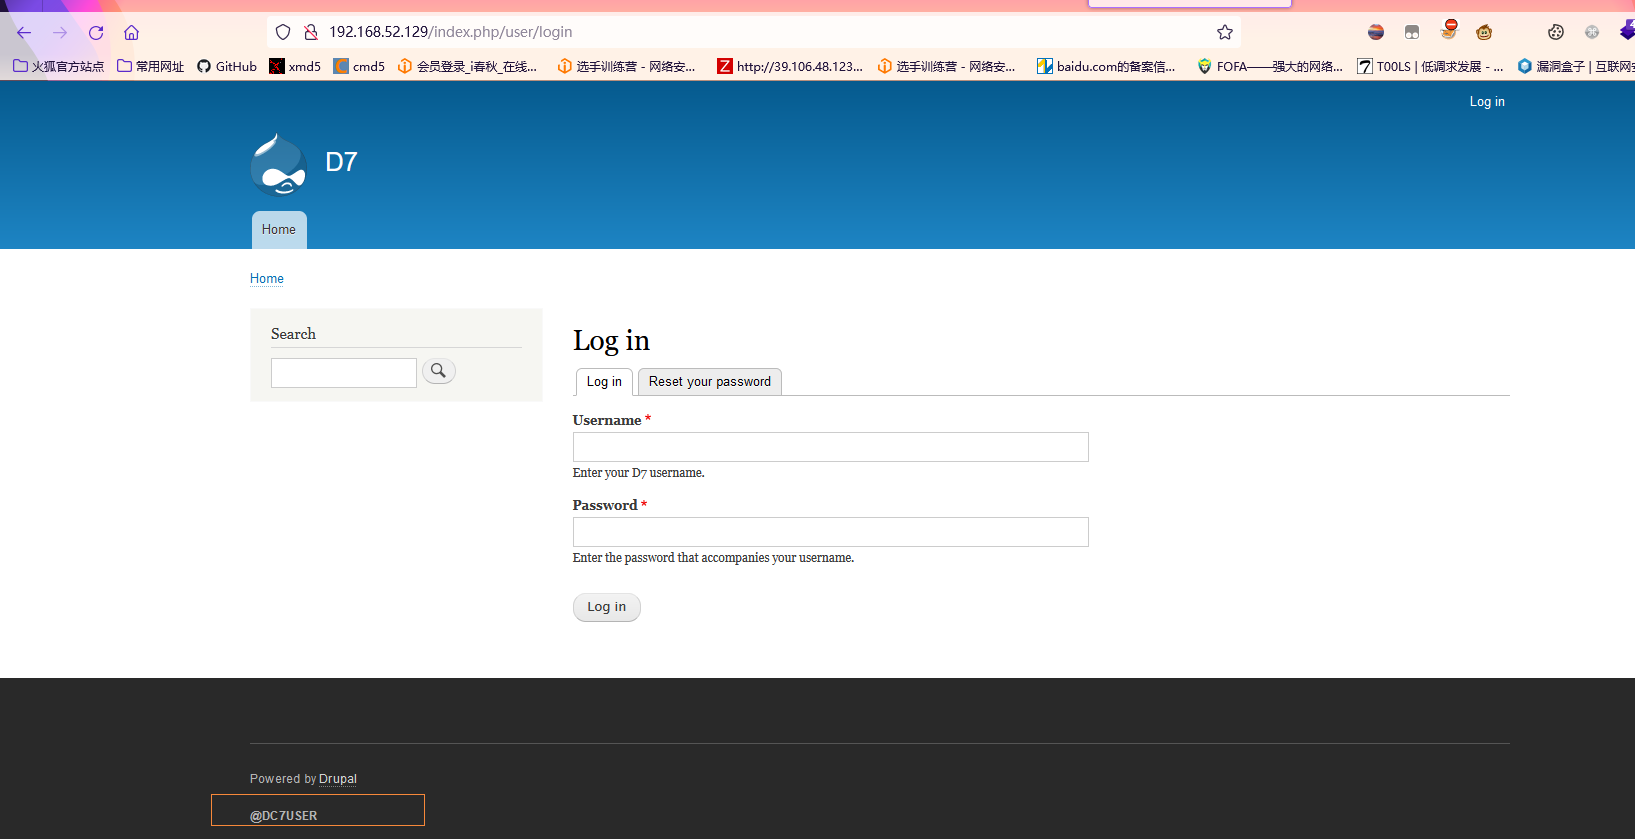 192.168.52.129/index.php/user/login
火狐官方站点 常用网址 GitHub xmd5 cmd5 会员登录_i春秋_在线... 选手训练营 - 网络安... http://39.106.48.123... 选手训练营 - 网络安... baidu.com的备案信... FOFA——强大的网络... T00LS | 低调求发展 - ... 漏洞盒子 | 互联网安
Log in
D7
Home
Home
Search
Log in
Log in Reset your password
Username *
Enter your D7 username.
Password *
Enter the password that accompanies your username.
Log in
Powered by Drupal
@DC7USER